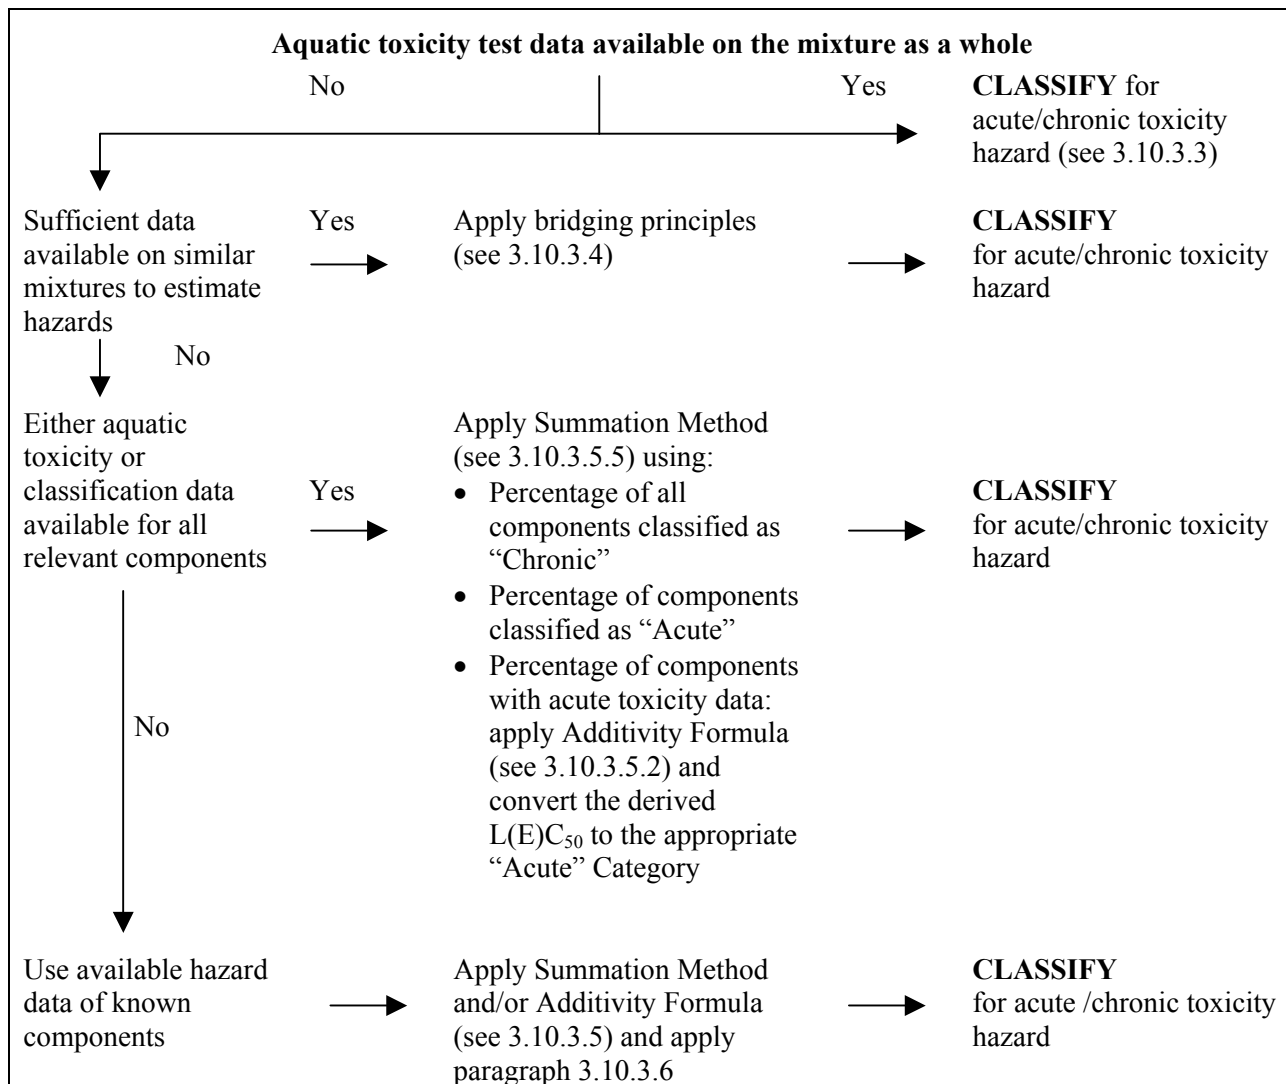 Aquatic toxicity test data available on the mixture as a whole
No
Yes
CLASSIFY for
acute/chronic toxicity
hazard (see 3.10.3.3)
Sufficient data
available on similar
mixtures to estimate
hazards
Yes
Apply bridging principles
(see 3.10.3.4)
CLASSIFY
for acute/chronic toxicity
hazard
No
Either aquatic
toxicity or
classification data
available for all
relevant components
Yes
Apply Summation Method
(see 3.10.3.5.5) using:
• Percentage of all
components classified as
“Chronic”
• Percentage of components
classified as “Acute”
• Percentage of components
with acute toxicity data:
apply Additivity Formula
(see 3.10.3.5.2) and
convert the derived
L(E)C₅₀ to the appropriate
“Acute” Category
CLASSIFY
for acute/chronic toxicity
hazard
No
Use available hazard
data of known
components
Apply Summation Method
and/or Additivity Formula
(see 3.10.3.5) and apply
paragraph 3.10.3.6
CLASSIFY
for acute /chronic toxicity
hazard